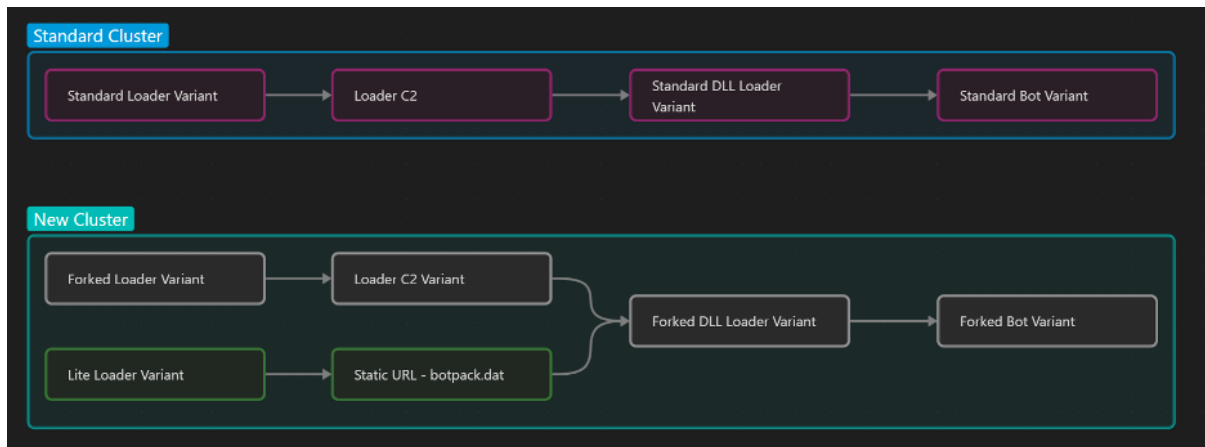 Standard Cluster
Standard Loader Variant
Loader C2
Standard DLL Loader
Variant
Standard Bot Variant
New Cluster
Forked Loader Variant
Loader C2 Variant
Forked DLL Loader Variant
Forked Bot Variant
Lite Loader Variant
Static URL - botpack.dat